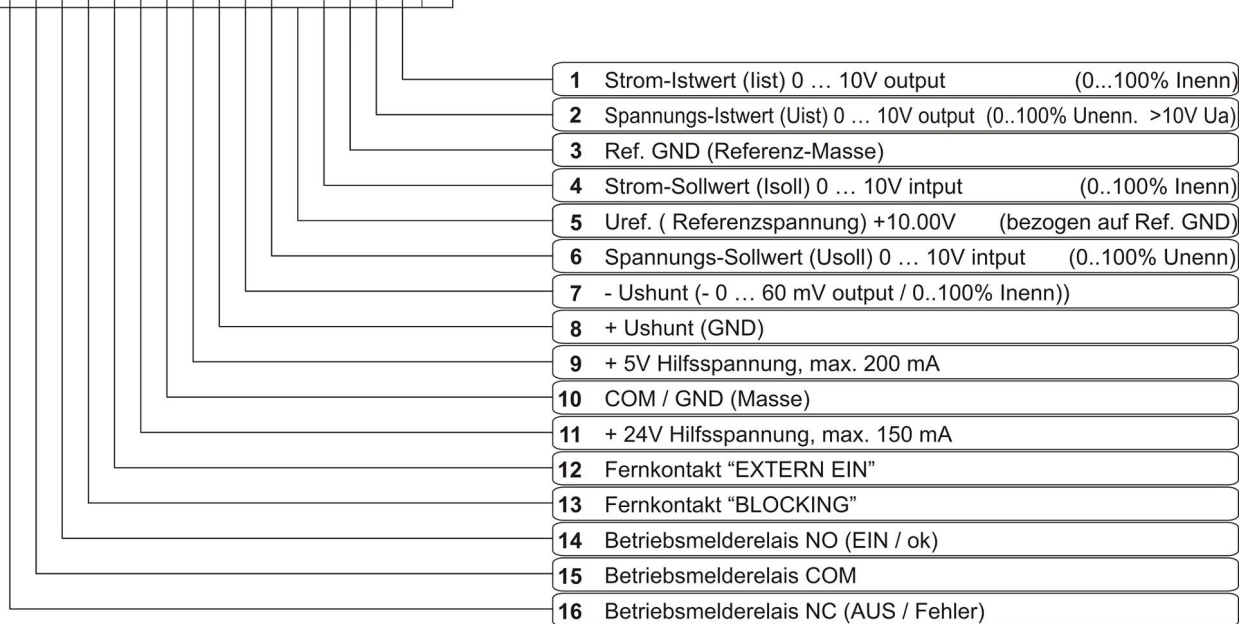 1 Strom-Istwert (Iist) 0 … 10V output (0...100% Inenn)
2 Spannungs-Istwert (Uist) 0 … 10V output (0..100% Unenn. >10V Ua)
3 Ref. GND (Referenz-Masse)
4 Strom-Sollwert (Isoll) 0 … 10V intput (0..100% Inenn)
5 Uref. ( Referenzspannung) +10.00V (bezogen auf Ref. GND)
6 Spannungs-Sollwert (Usoll) 0 … 10V intput (0..100% Unenn)
7 - Ushunt (- 0 … 60 mV output / 0..100% Inenn))
8 + Ushunt (GND)
9 + 5V Hilfsspannung, max. 200 mA
10 COM / GND (Masse)
11 + 24V Hilfsspannung, max. 150 mA
12 Fernkontakt “EXTERN EIN”
13 Fernkontakt “BLOCKING”
14 Betriebsmelderelais NO (EIN / ok)
15 Betriebsmelderelais COM
16 Betriebsmelderelais NC (AUS / Fehler)